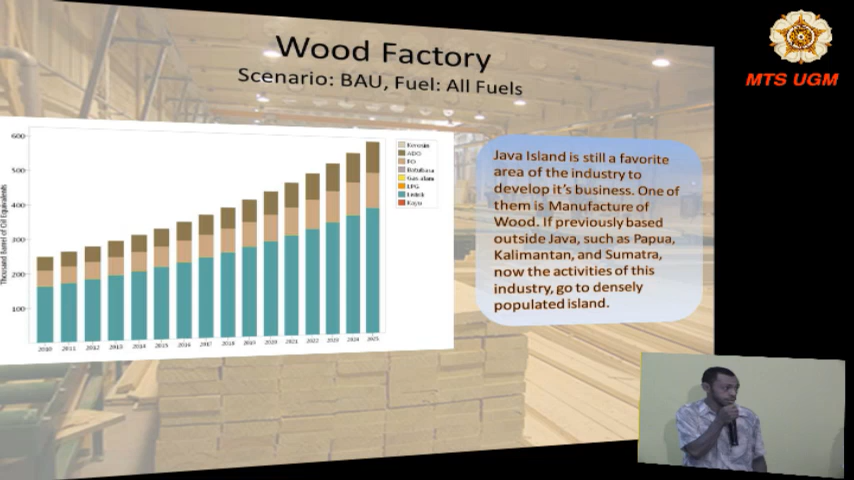 Wood Factory
Scenario: BAU, Fuel: All Fuels
MTS UGM
600
500
400
300
200
100
Thousand Barrel of Oil Equivalents
2010 2011 2012 2013 2014 2015 2016 2017 2018 2019 2020 2021 2022 2023 2024 2025
Kerosin
ADO
FO
Batubara
Gas alam
LPG
Listrik
Kayu
Java Island is still a favorite
area of the industry to
develop it's business. One of
them is Manufacture of
Wood. If previously based
outside Java, such as Papua,
Kalimantan, and Sumatra,
now the activities of this
industry, go to densely
populated island.